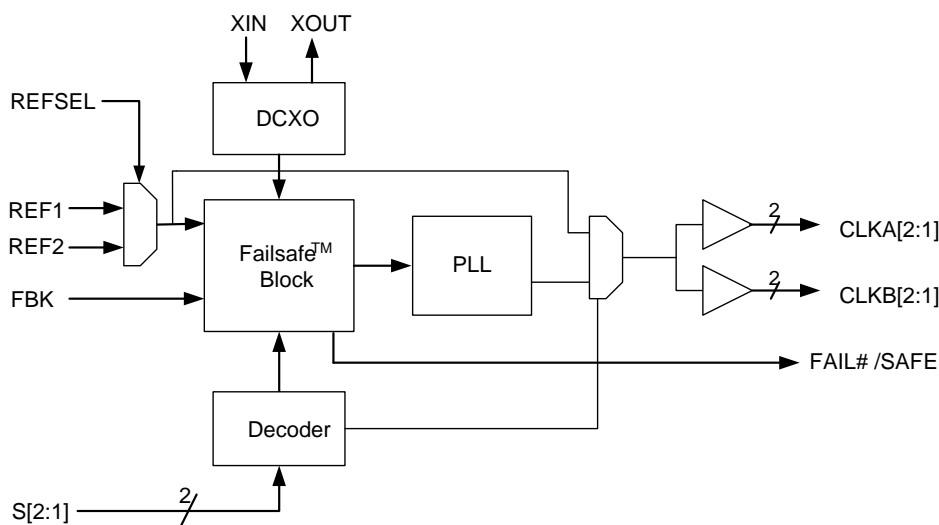 XIN
XOUT
REFSEL
DCXO
REF1
REF2
Failsafe™
Block
PLL
2
CLKA[2:1]
2
CLKB[2:1]
FBK
FAIL# /SAFE
Decoder
2
S[2:1]